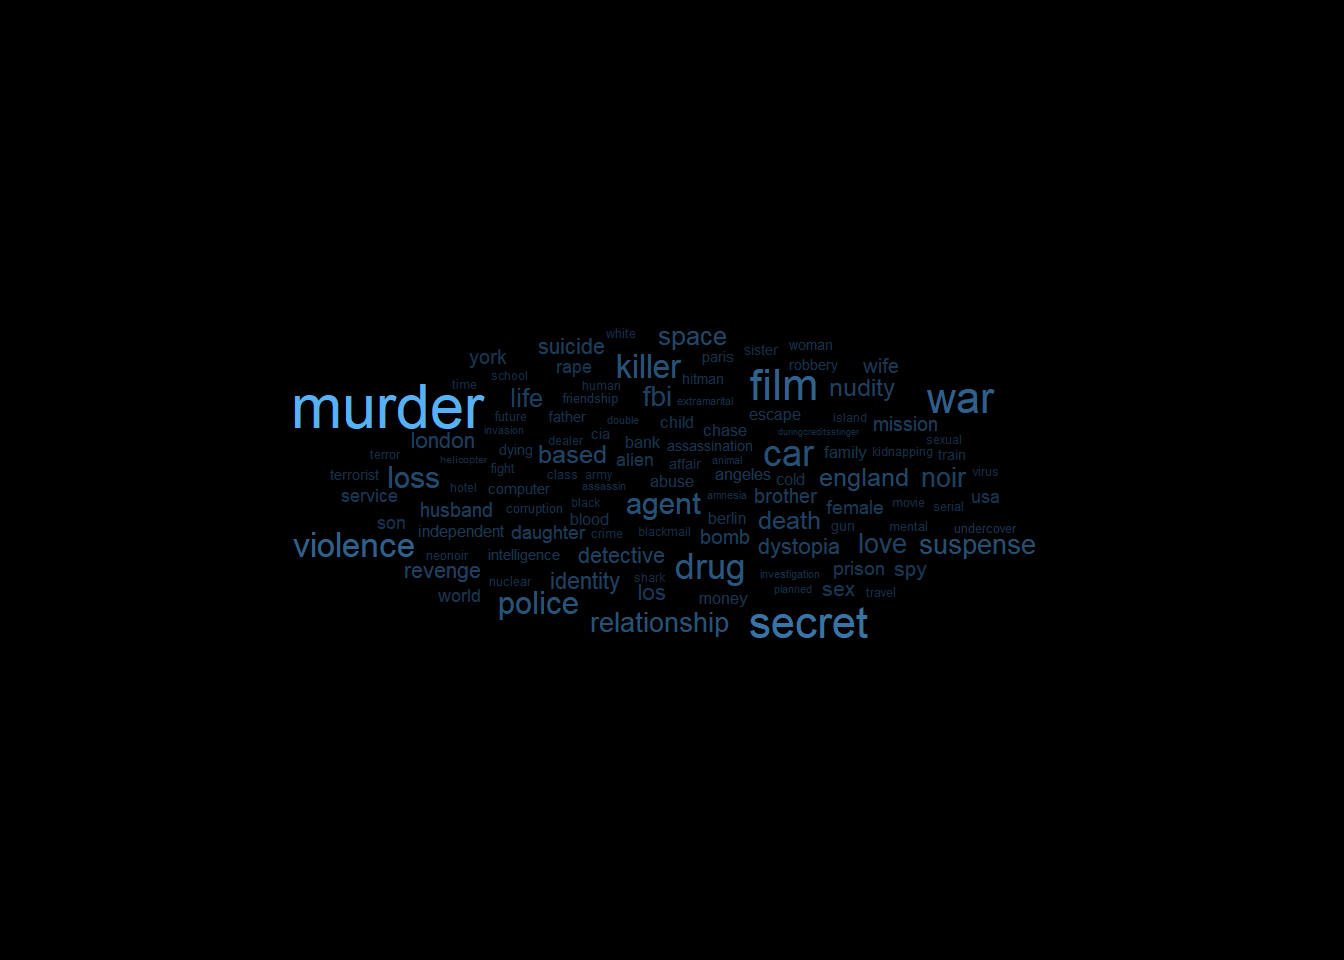 white
suicide space
york killer paris sister woman
rape robbery wife
time school human fbi hitman film nudity war
murder life friendship extramarital
future father double child escape island mission
london invasion dealer cia bank chase duringcreditsstinger sexual
terror helicopter dying based alien assassination car family kidnapping train
terrorist loss fight class army affair animal angeles cold england noir virus
service hotel computer assassin abuse amnesia brother movie serial usa
husband corruption black agent female
son independent daughter blood crime blackmail berlin death gun mental undercover
violence neonoir intelligence detective bomb dystopia love suspense
revenge nuclear identity shark drug investigation prison spy
world los money planned sex travel
police
relationship secret